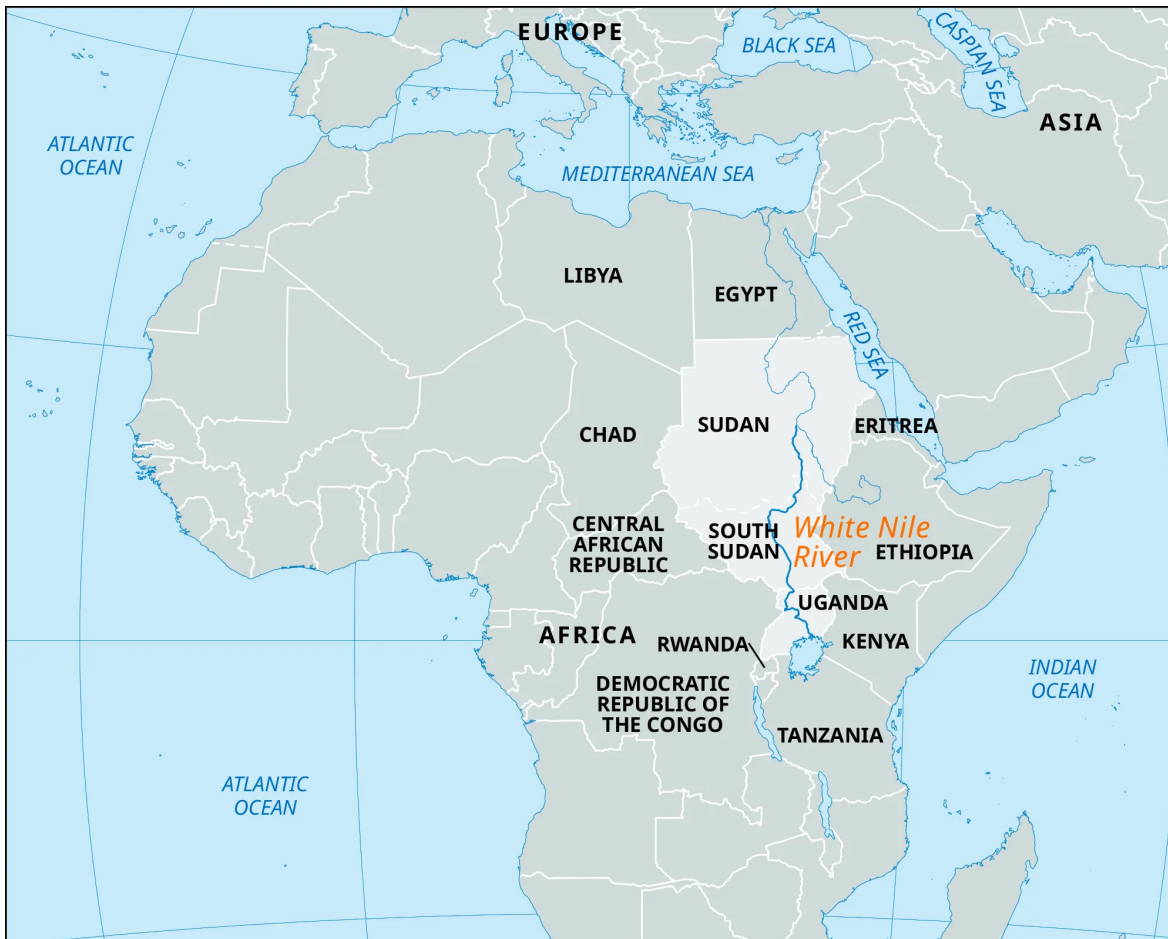 EUROPE
BLACK SEA
CASPIAN SEA
ASIA
ATLANTIC
OCEAN
MEDITERRANEAN SEA
LIBYA
EGYPT
RED SEA
CHAD
SUDAN
ERITREA
CENTRAL
AFRICAN
REPUBLIC
SOUTH
SUDAN
White Nile
River
ETHIOPIA
UGANDA
AFRICA
RWANDA
KENYA
DEMOCRATIC
REPUBLIC OF
THE CONGO
TANZANIA
INDIAN
OCEAN
ATLANTIC
OCEAN